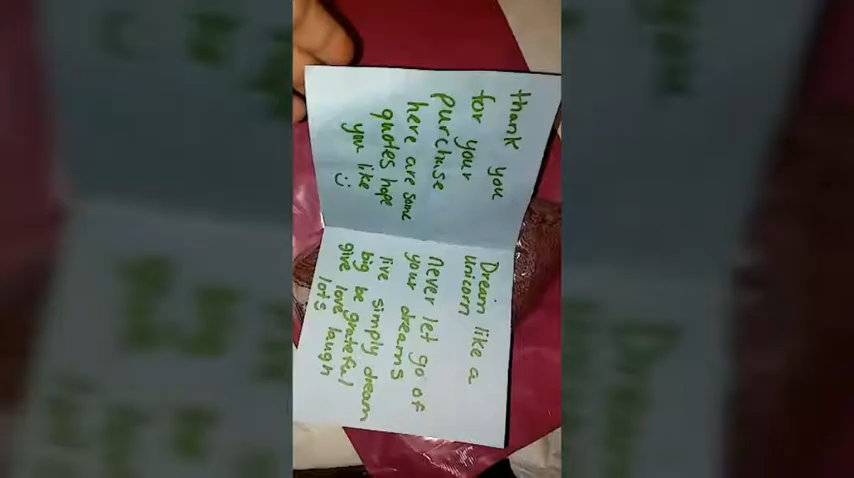 thank you
for your
purchase
here are some
quotes hope
you like
:)
Dream like a
unicorn
never let go of
your dreams
live simply dream
big be grateful
give love laugh
lots